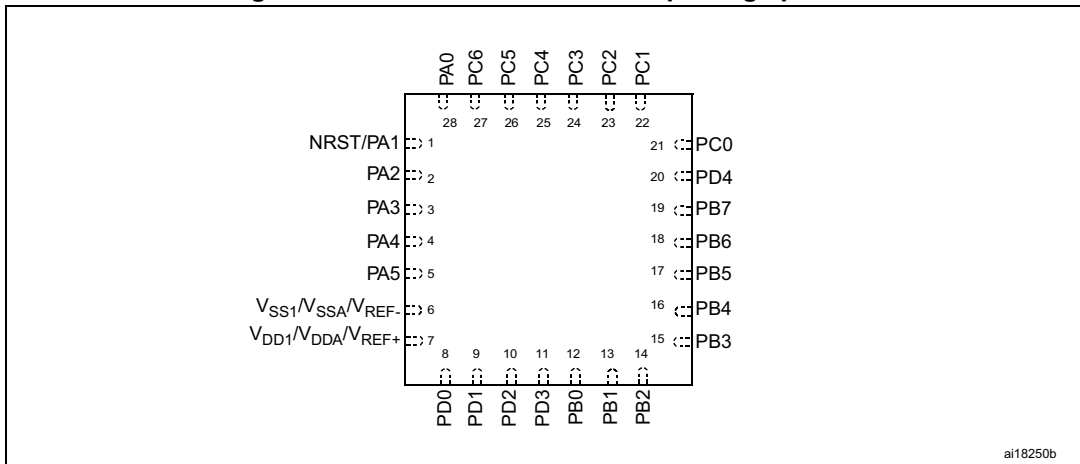 PA0 PC6 PC5 PC4 PC3 PC2 PC1
28 27 26 25 24 23 22
NRST/PA1 1 21 PC0
PA2 2 20 PD4
PA3 3 19 PB7
PA4 4 18 PB6
PA5 5 17 PB5
VSS1/VSSA/VREF- 6 16 PB4
VDD1/VDDA/VREF+ 7 15 PB3
8 9 10 11 12 13 14
PD0 PD1 PD2 PD3 PB0 PB1 PB2
ai18250b